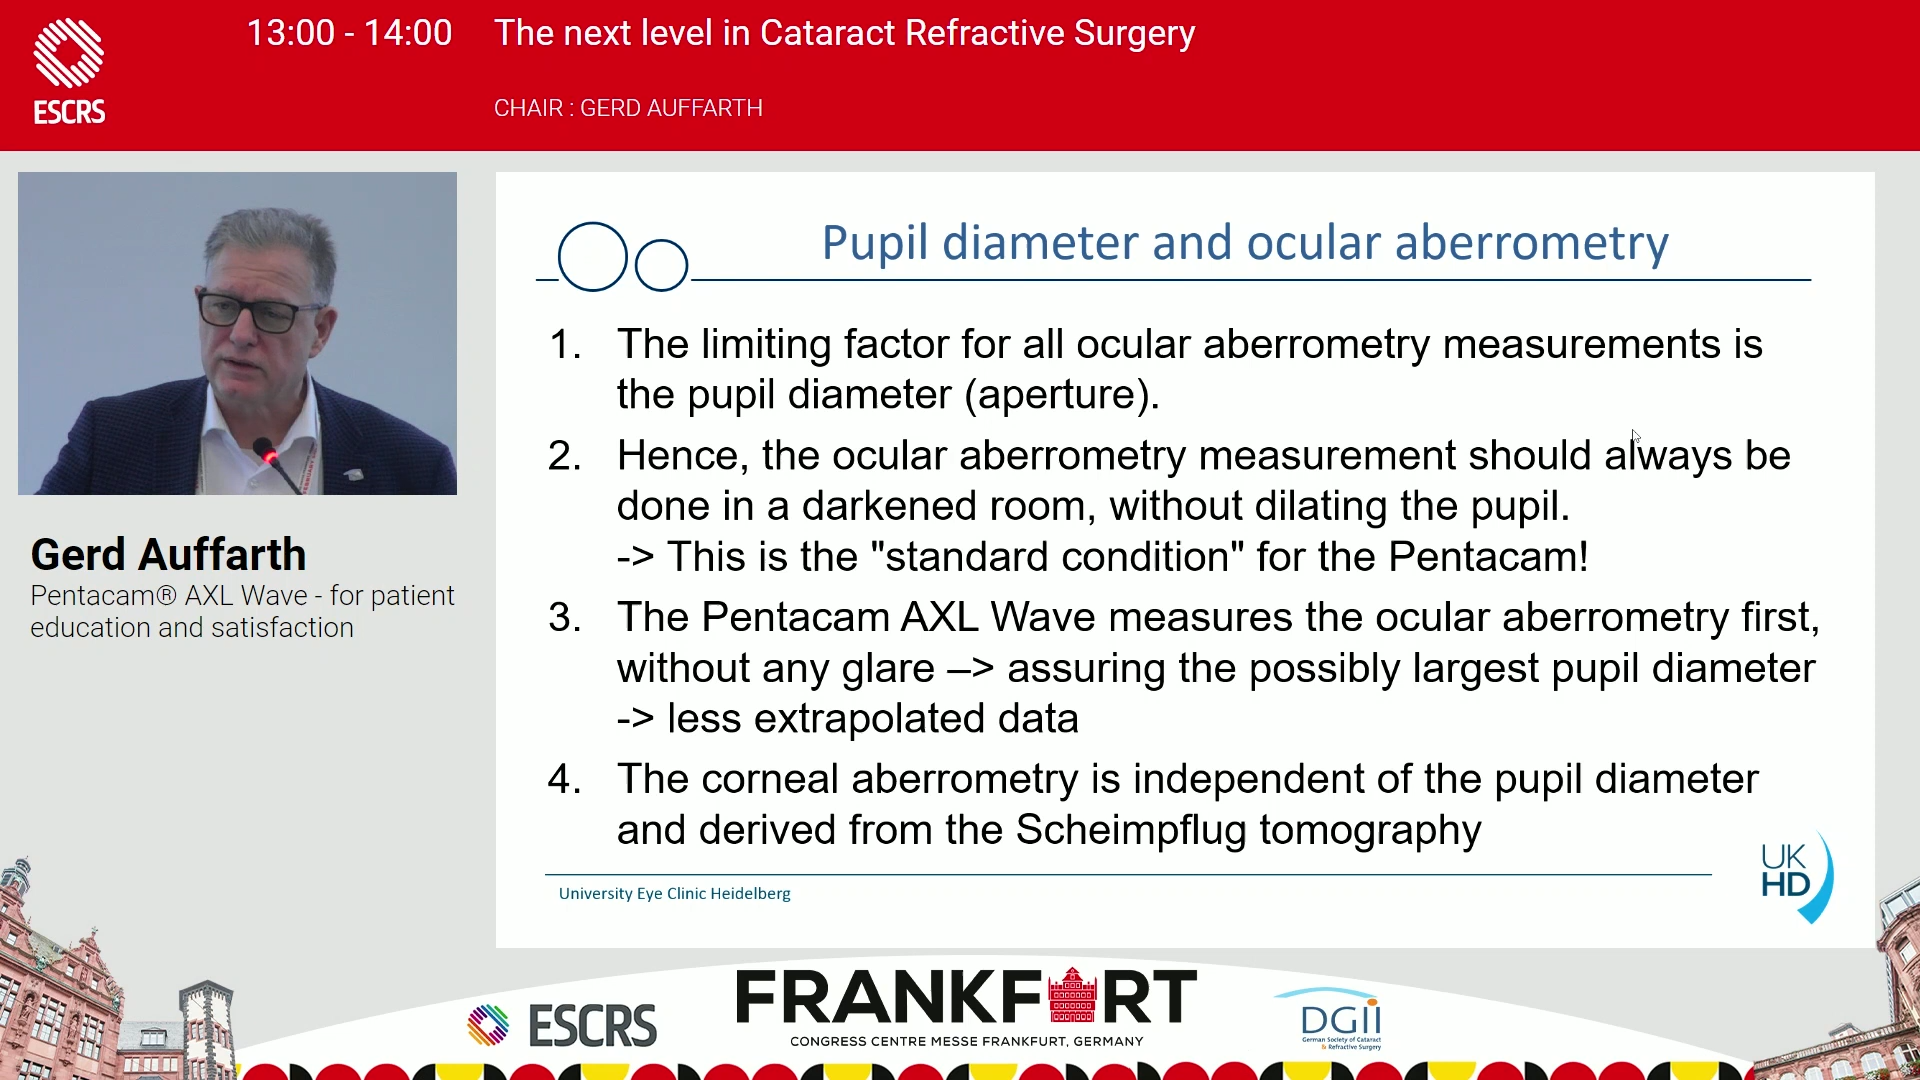 ESCRS
13:00 - 14:00 The next level in Cataract Refractive Surgery
CHAIR : GERD AUFFARTH
Gerd Auffarth
Pentacam® AXL Wave - for patient
education and satisfaction
Pupil diameter and ocular aberrometry
1. The limiting factor for all ocular aberrometry measurements is
the pupil diameter (aperture).
2. Hence, the ocular aberrometry measurement should always be
done in a darkened room, without dilating the pupil.
-> This is the "standard condition" for the Pentacam!
3. The Pentacam AXL Wave measures the ocular aberrometry first,
without any glare –> assuring the possibly largest pupil diameter
-> less extrapolated data
4. The corneal aberrometry is independent of the pupil diameter
and derived from the Scheimpflug tomography
University Eye Clinic Heidelberg
UK
HD
ESCRS
FRANKFURT
CONGRESS CENTRE MESSE FRANKFURT, GERMANY
DGII
German Society of Cataract
& Refractive Surgery